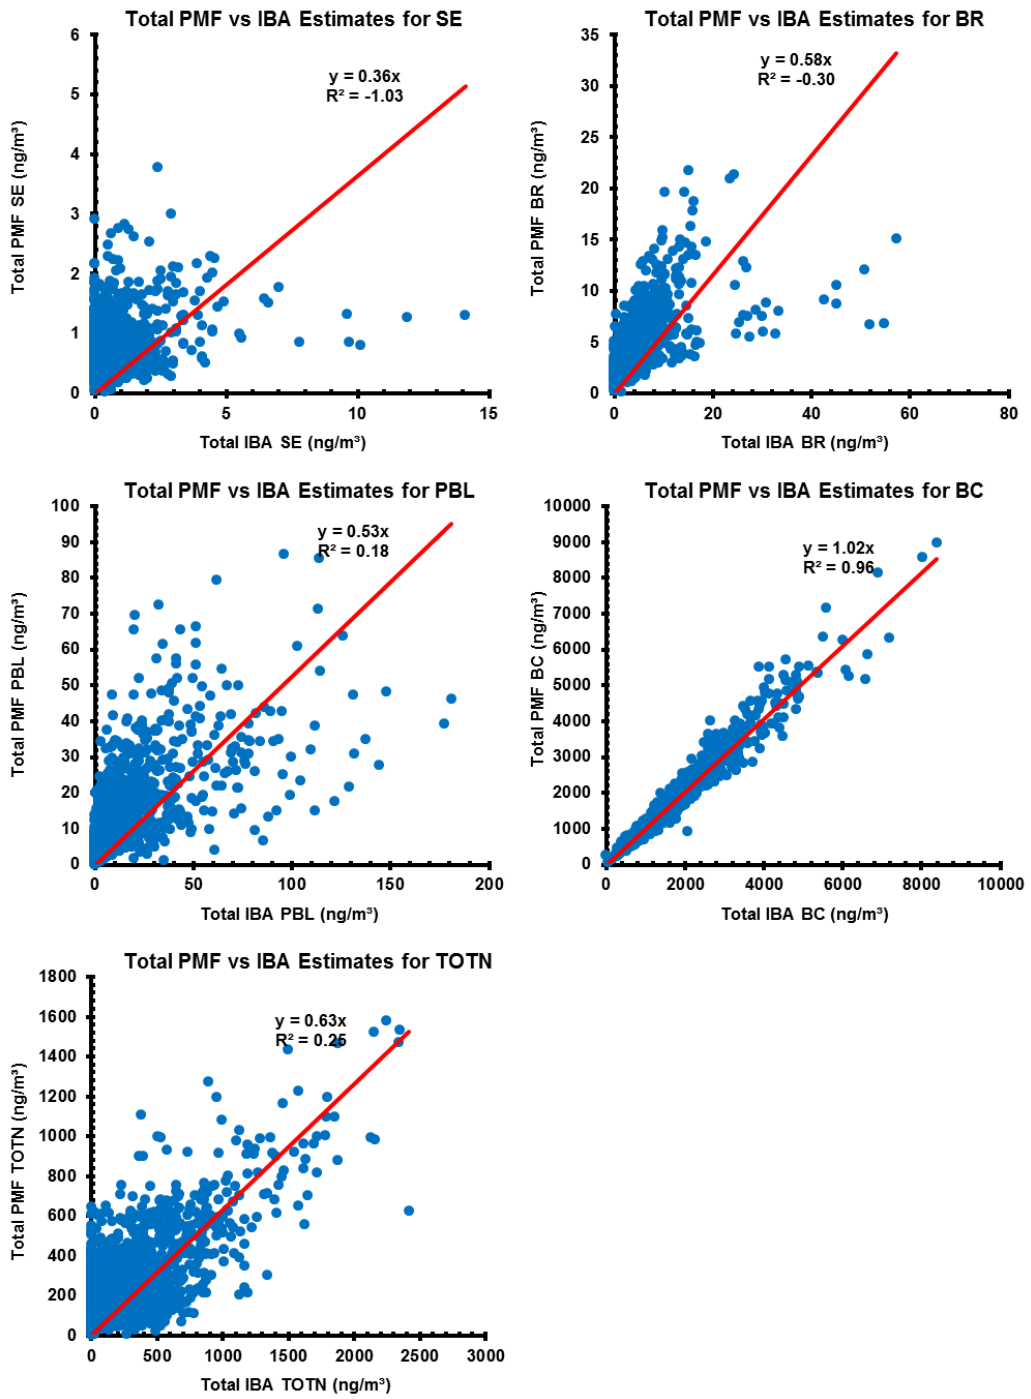 Total PMF vs IBA Estimates for SE
y = 0.36x
R² = -1.03
Total PMF SE (ng/m³)
6
5
4
3
2
1
0
0 5 10 15
Total IBA SE (ng/m³)
Total PMF vs IBA Estimates for BR
y = 0.58x
R² = -0.30
Total PMF BR (ng/m³)
35
30
25
20
15
10
5
0
0 20 40 60 80
Total IBA BR (ng/m³)
Total PMF vs IBA Estimates for PBL
y = 0.53x
R² = 0.18
Total PMF PBL (ng/m³)
100
90
80
70
60
50
40
30
20
10
0
0 50 100 150 200
Total IBA PBL (ng/m³)
Total PMF vs IBA Estimates for BC
y = 1.02x
R² = 0.96
Total PMF BC (ng/m³)
10000
9000
8000
7000
6000
5000
4000
3000
2000
1000
0
0 2000 4000 6000 8000 10000
Total IBA BC (ng/m³)
Total PMF vs IBA Estimates for TOTN
y = 0.63x
R² = 0.25
Total PMF TOTN (ng/m³)
1800
1600
1400
1200
1000
800
600
400
200
0
0 500 1000 1500 2000 2500 3000
Total IBA TOTN (ng/m³)